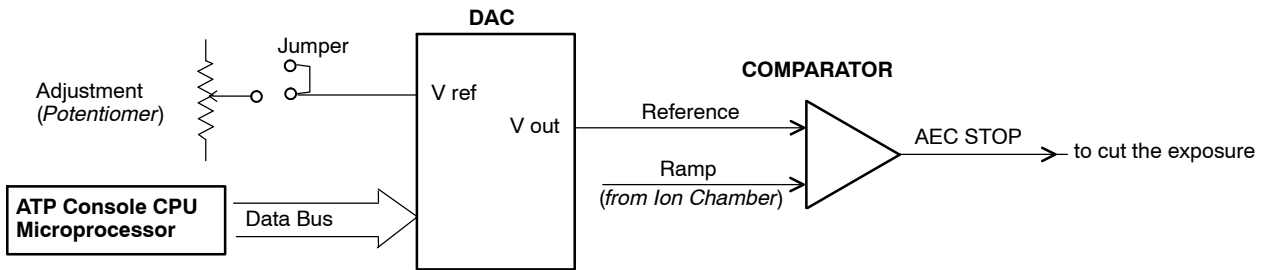 DAC
Jumper
Adjustment
(Potentiomer)
V ref
V out
COMPARATOR
Reference
Ramp
(from Ion Chamber)
AEC STOP
to cut the exposure
ATP Console CPU
Microprocessor
Data Bus